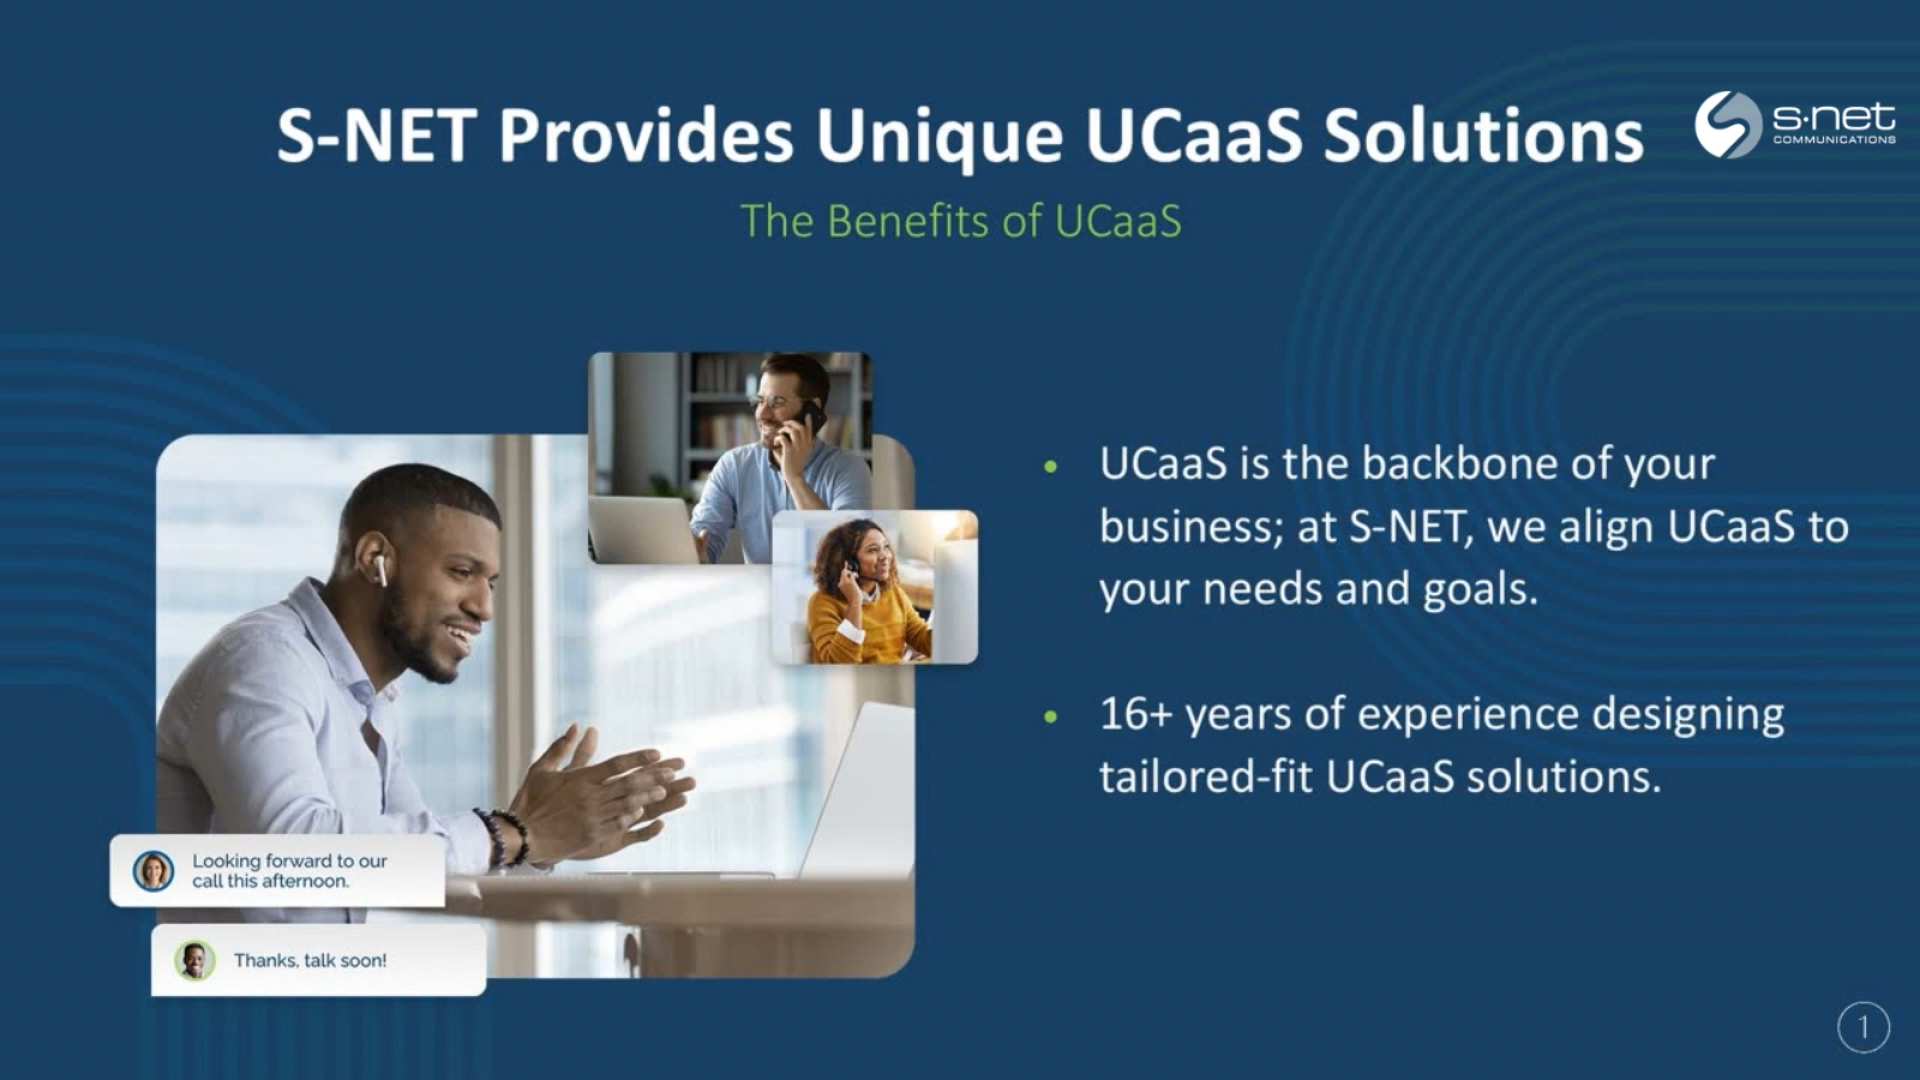 S-NET Provides Unique UCaaS Solutions
s·net
COMMUNICATIONS
The Benefits of UCaaS
• UCaaS is the backbone of your
business; at S-NET, we align UCaaS to
your needs and goals.
• 16+ years of experience designing
tailored-fit UCaaS solutions.
Looking forward to our
call this afternoon.
Thanks, talk soon!
1